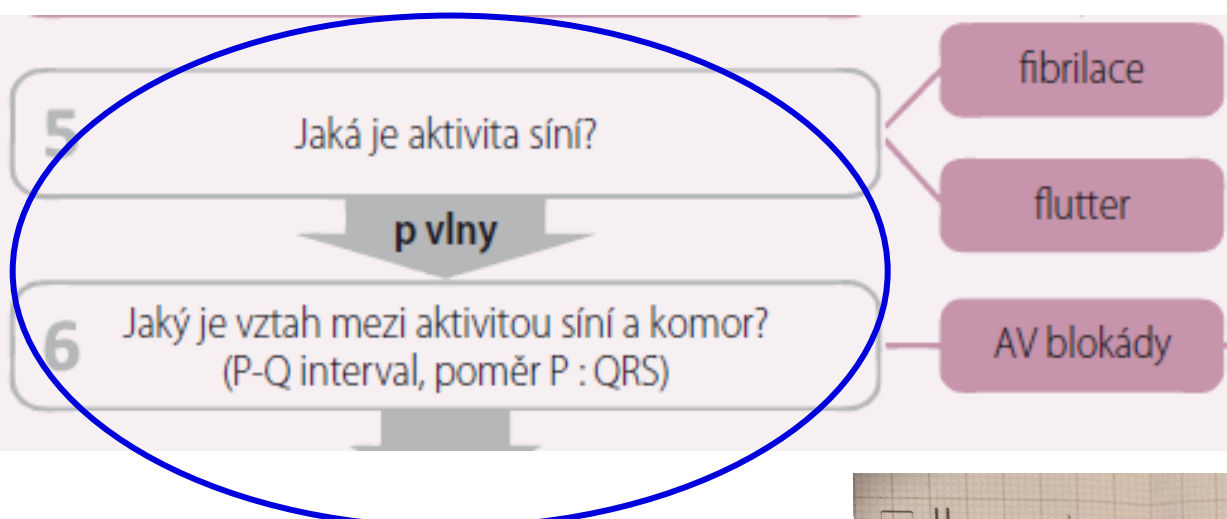 5
Jaká je aktivita síní?
fibrilace
flutter
p vlny
6
Jaký je vztah mezi aktivitou síní a komor?
(P-Q interval, poměr P : QRS)
AV blokády